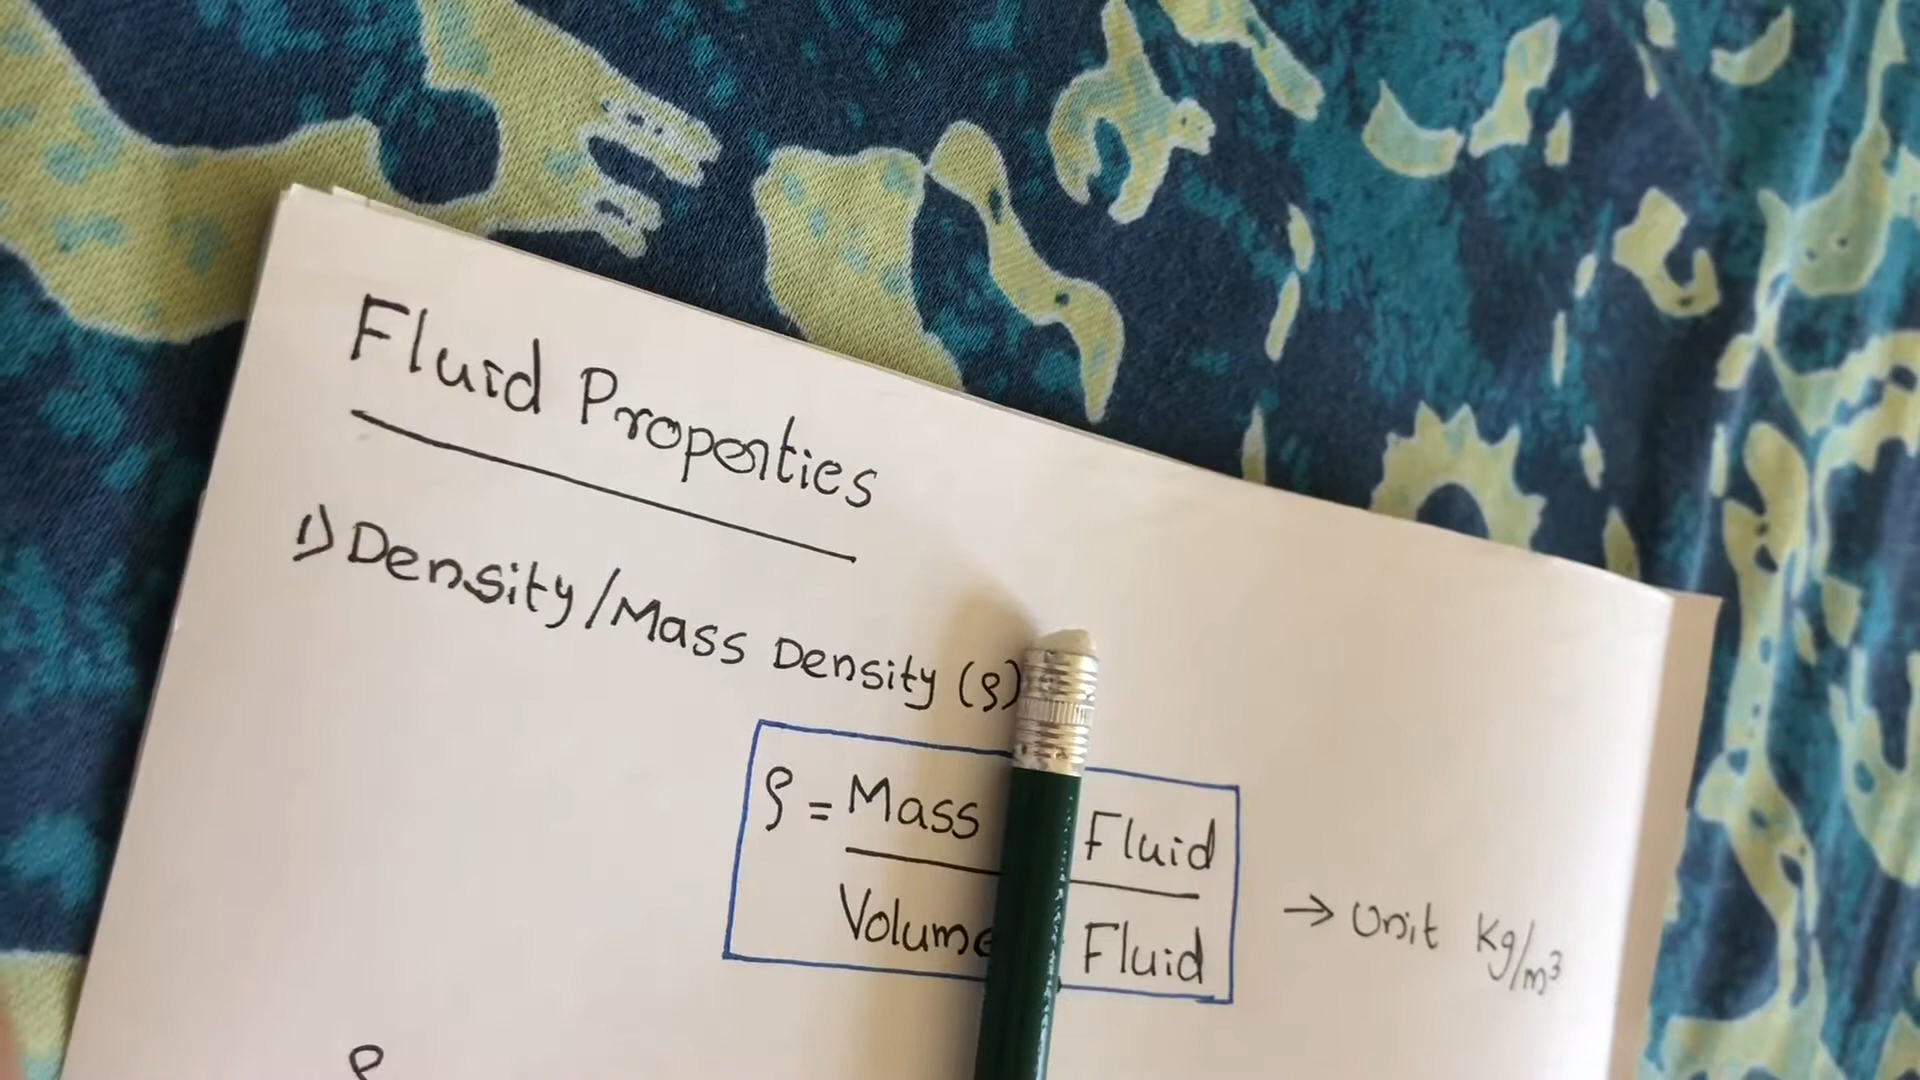 Fluid Properties
1) Density/Mass Density (ρ)
ρ = Mass Fluid
Volume Fluid
→ Unit Kg/m³